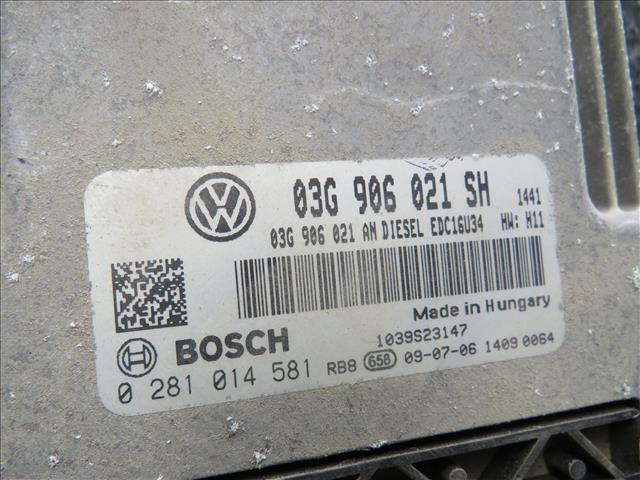 03G 906 021 SH 1441
03G 906 021 AN DIESEL EDC16U34 HW: H11
Made in Hungary
BOSCH 1039S23147
0 281 014 581 RB8 658 09-07-06 1409 0064